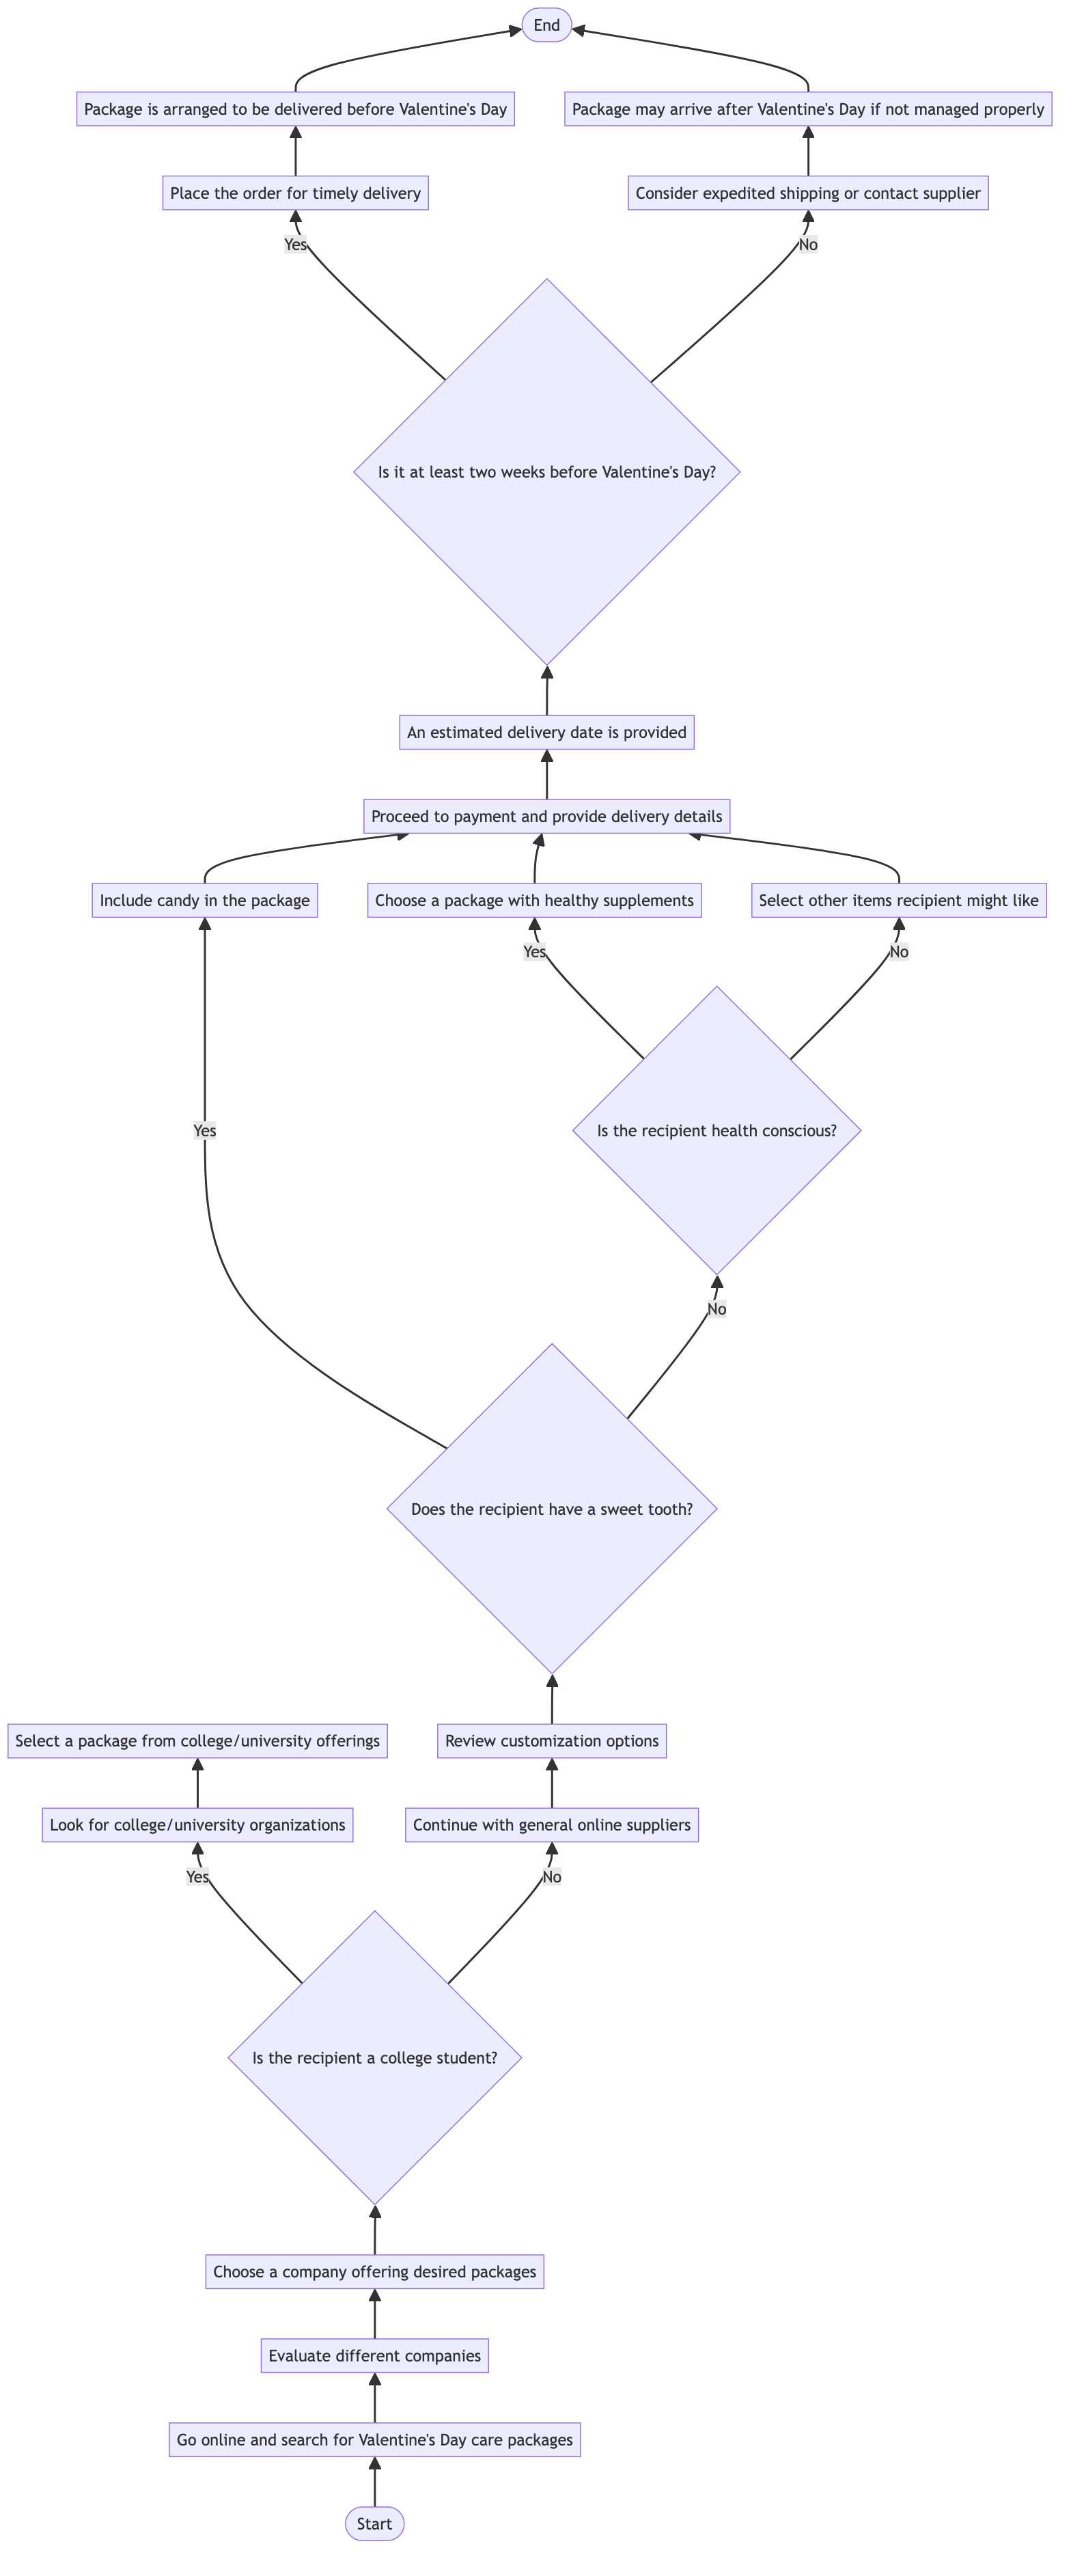 End
Package is arranged to be delivered before Valentine's Day
Package may arrive after Valentine's Day if not managed properly
Place the order for timely delivery
Consider expedited shipping or contact supplier
Yes
No
Is it at least two weeks before Valentine's Day?
An estimated delivery date is provided
Proceed to payment and provide delivery details
Include candy in the package
Choose a package with healthy supplements
Select other items recipient might like
Yes
No
Yes
Is the recipient health conscious?
No
Does the recipient have a sweet tooth?
Select a package from college/university offerings
Review customization options
Look for college/university organizations
Continue with general online suppliers
Yes
No
Is the recipient a college student?
Choose a company offering desired packages
Evaluate different companies
Go online and search for Valentine's Day care packages
Start